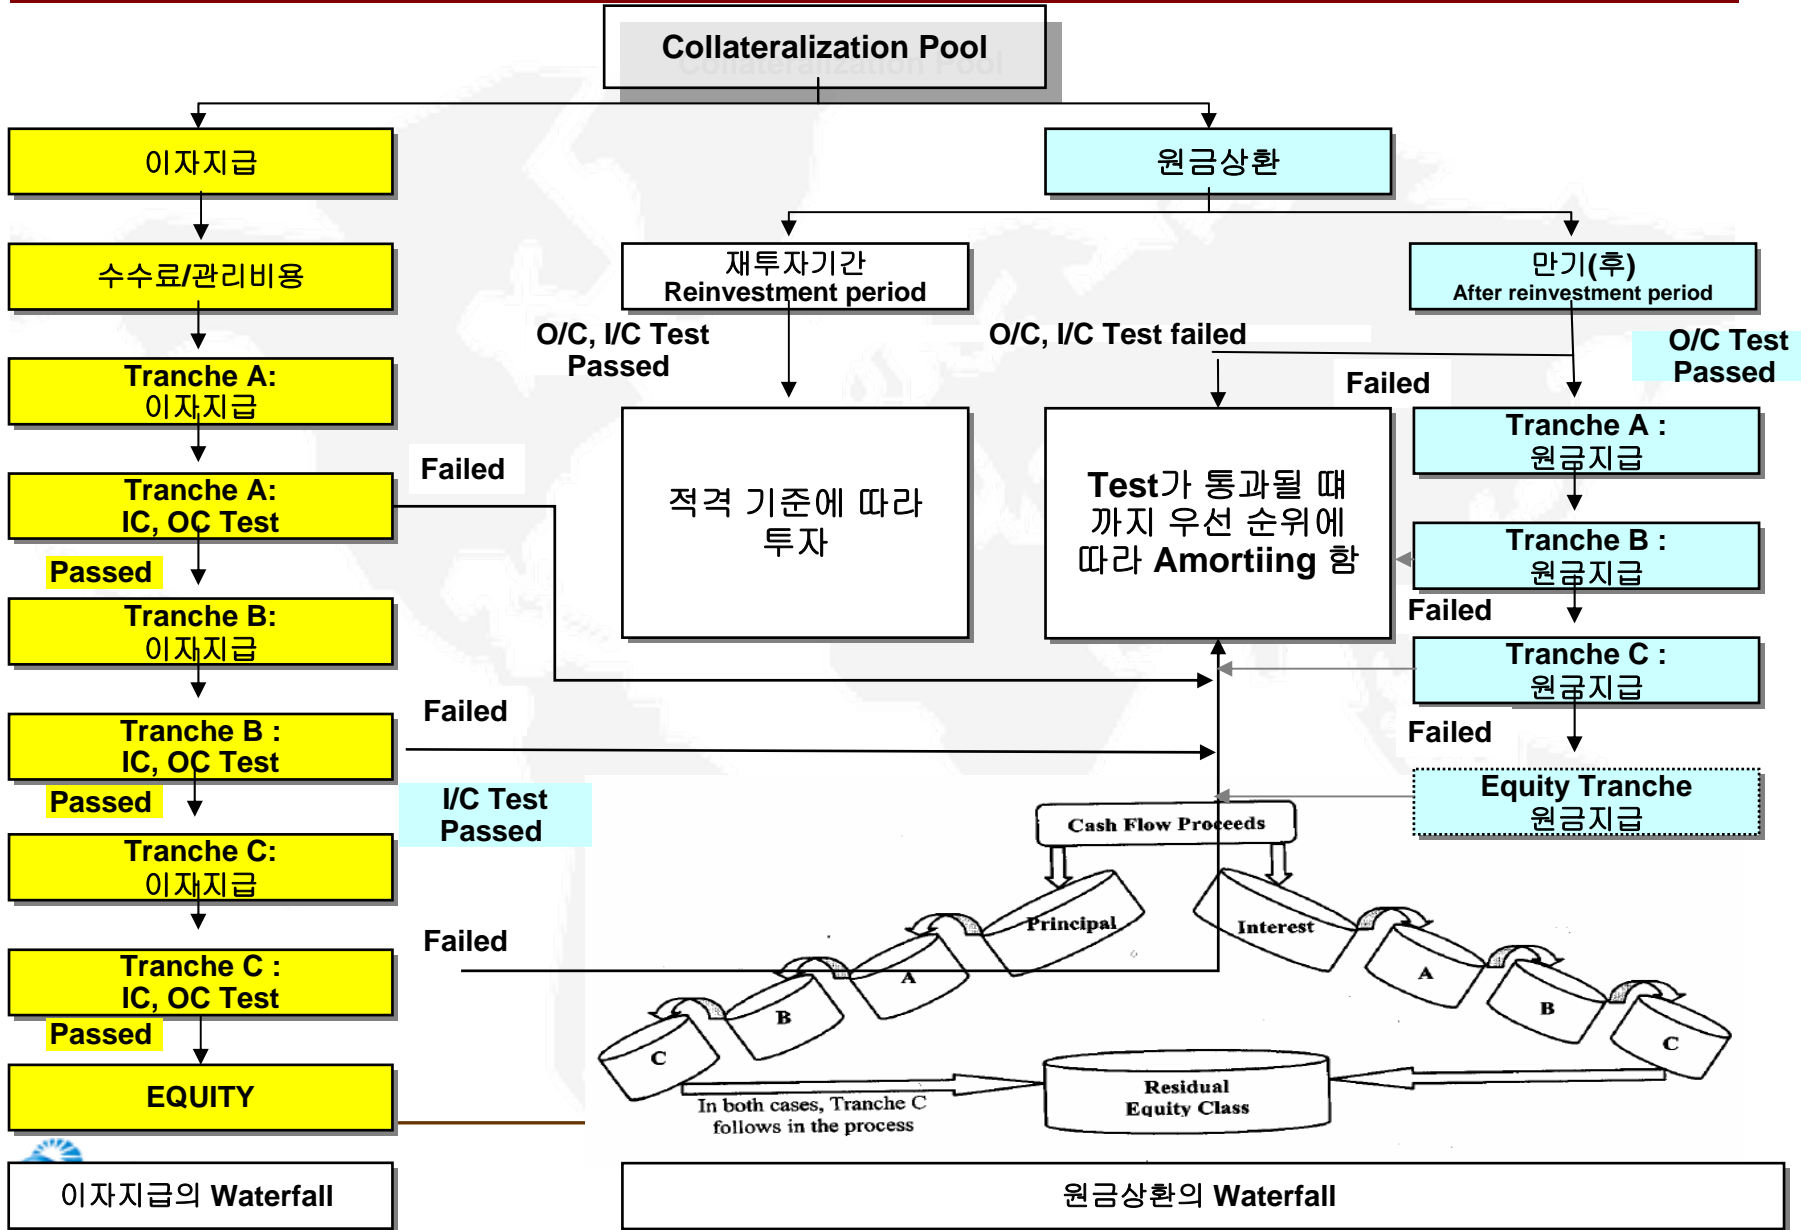 Collateralization Pool
이자지급
원금상환
수수료/관리비용
재투자기간
Reinvestment period
만기(후)
After reinvestment period
O/C, I/C Test
Passed
O/C, I/C Test failed
O/C Test
Passed
Failed
Tranche A:
이자지급
Tranche A :
원금지급
Failed
Tranche A:
IC, OC Test
적격 기준에 따라
투자
Test가 통과될 떄
까지 우선 순위에
따라 Amortiing 함
Tranche B :
원금지급
Passed
Failed
Tranche B:
이자지급
Tranche C :
원금지급
Failed
Failed
Tranche B :
IC, OC Test
Passed
I/C Test
Passed
Equity Tranche
원금지급
Tranche C:
이자지급
Cash Flow Proceeds
Principal
Interest
Failed
Tranche C :
IC, OC Test
A
A
B
B
C
C
Passed
EQUITY
Residual
Equity Class
In both cases, Tranche C
follows in the process
이자지급의 Waterfall
원금상환의 Waterfall